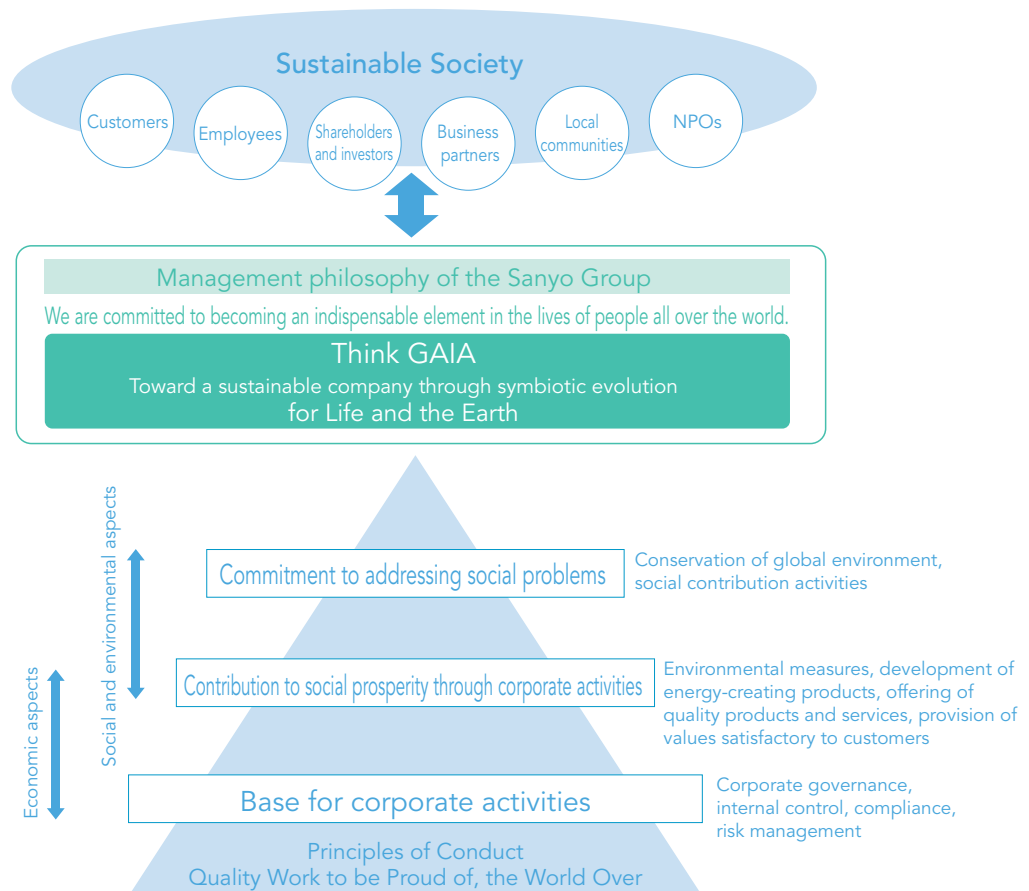 Sustainable Society
Customers
Employees
Shareholders
and investors
Business
partners
Local
communities
NPOs
Management philosophy of the Sanyo Group
We are committed to becoming an indispensable element in the lives of people all over the world.
Think GAIA
Toward a sustainable company through symbiotic evolution
for Life and the Earth
Social and environmental aspects
Economic aspects
Commitment to addressing social problems
Conservation of global environment,
social contribution activities
Contribution to social prosperity through corporate activities
Environmental measures, development of
energy-creating products, offering of
quality products and services, provision of
values satisfactory to customers
Base for corporate activities
Corporate governance,
internal control, compliance,
risk management
Principles of Conduct
Quality Work to be Proud of, the World Over